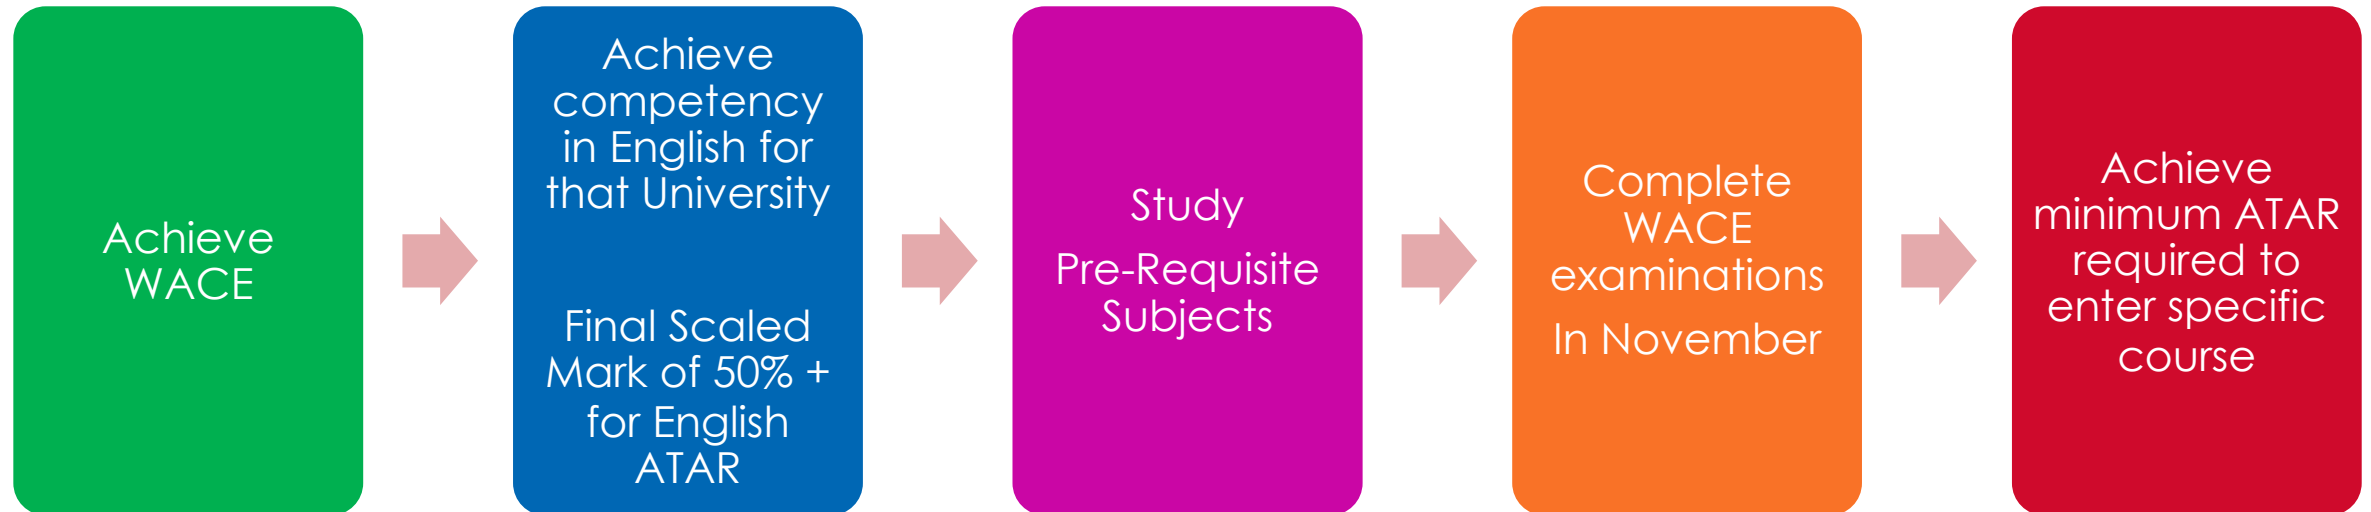 Achieve
WACE
Achieve
competency
in English for
that University
Final Scaled
Mark of 50% +
for English
ATAR
Study
Pre-Requisite
Subjects
Complete
WACE
examinations
In November
Achieve
minimum ATAR
required to
enter specific
course